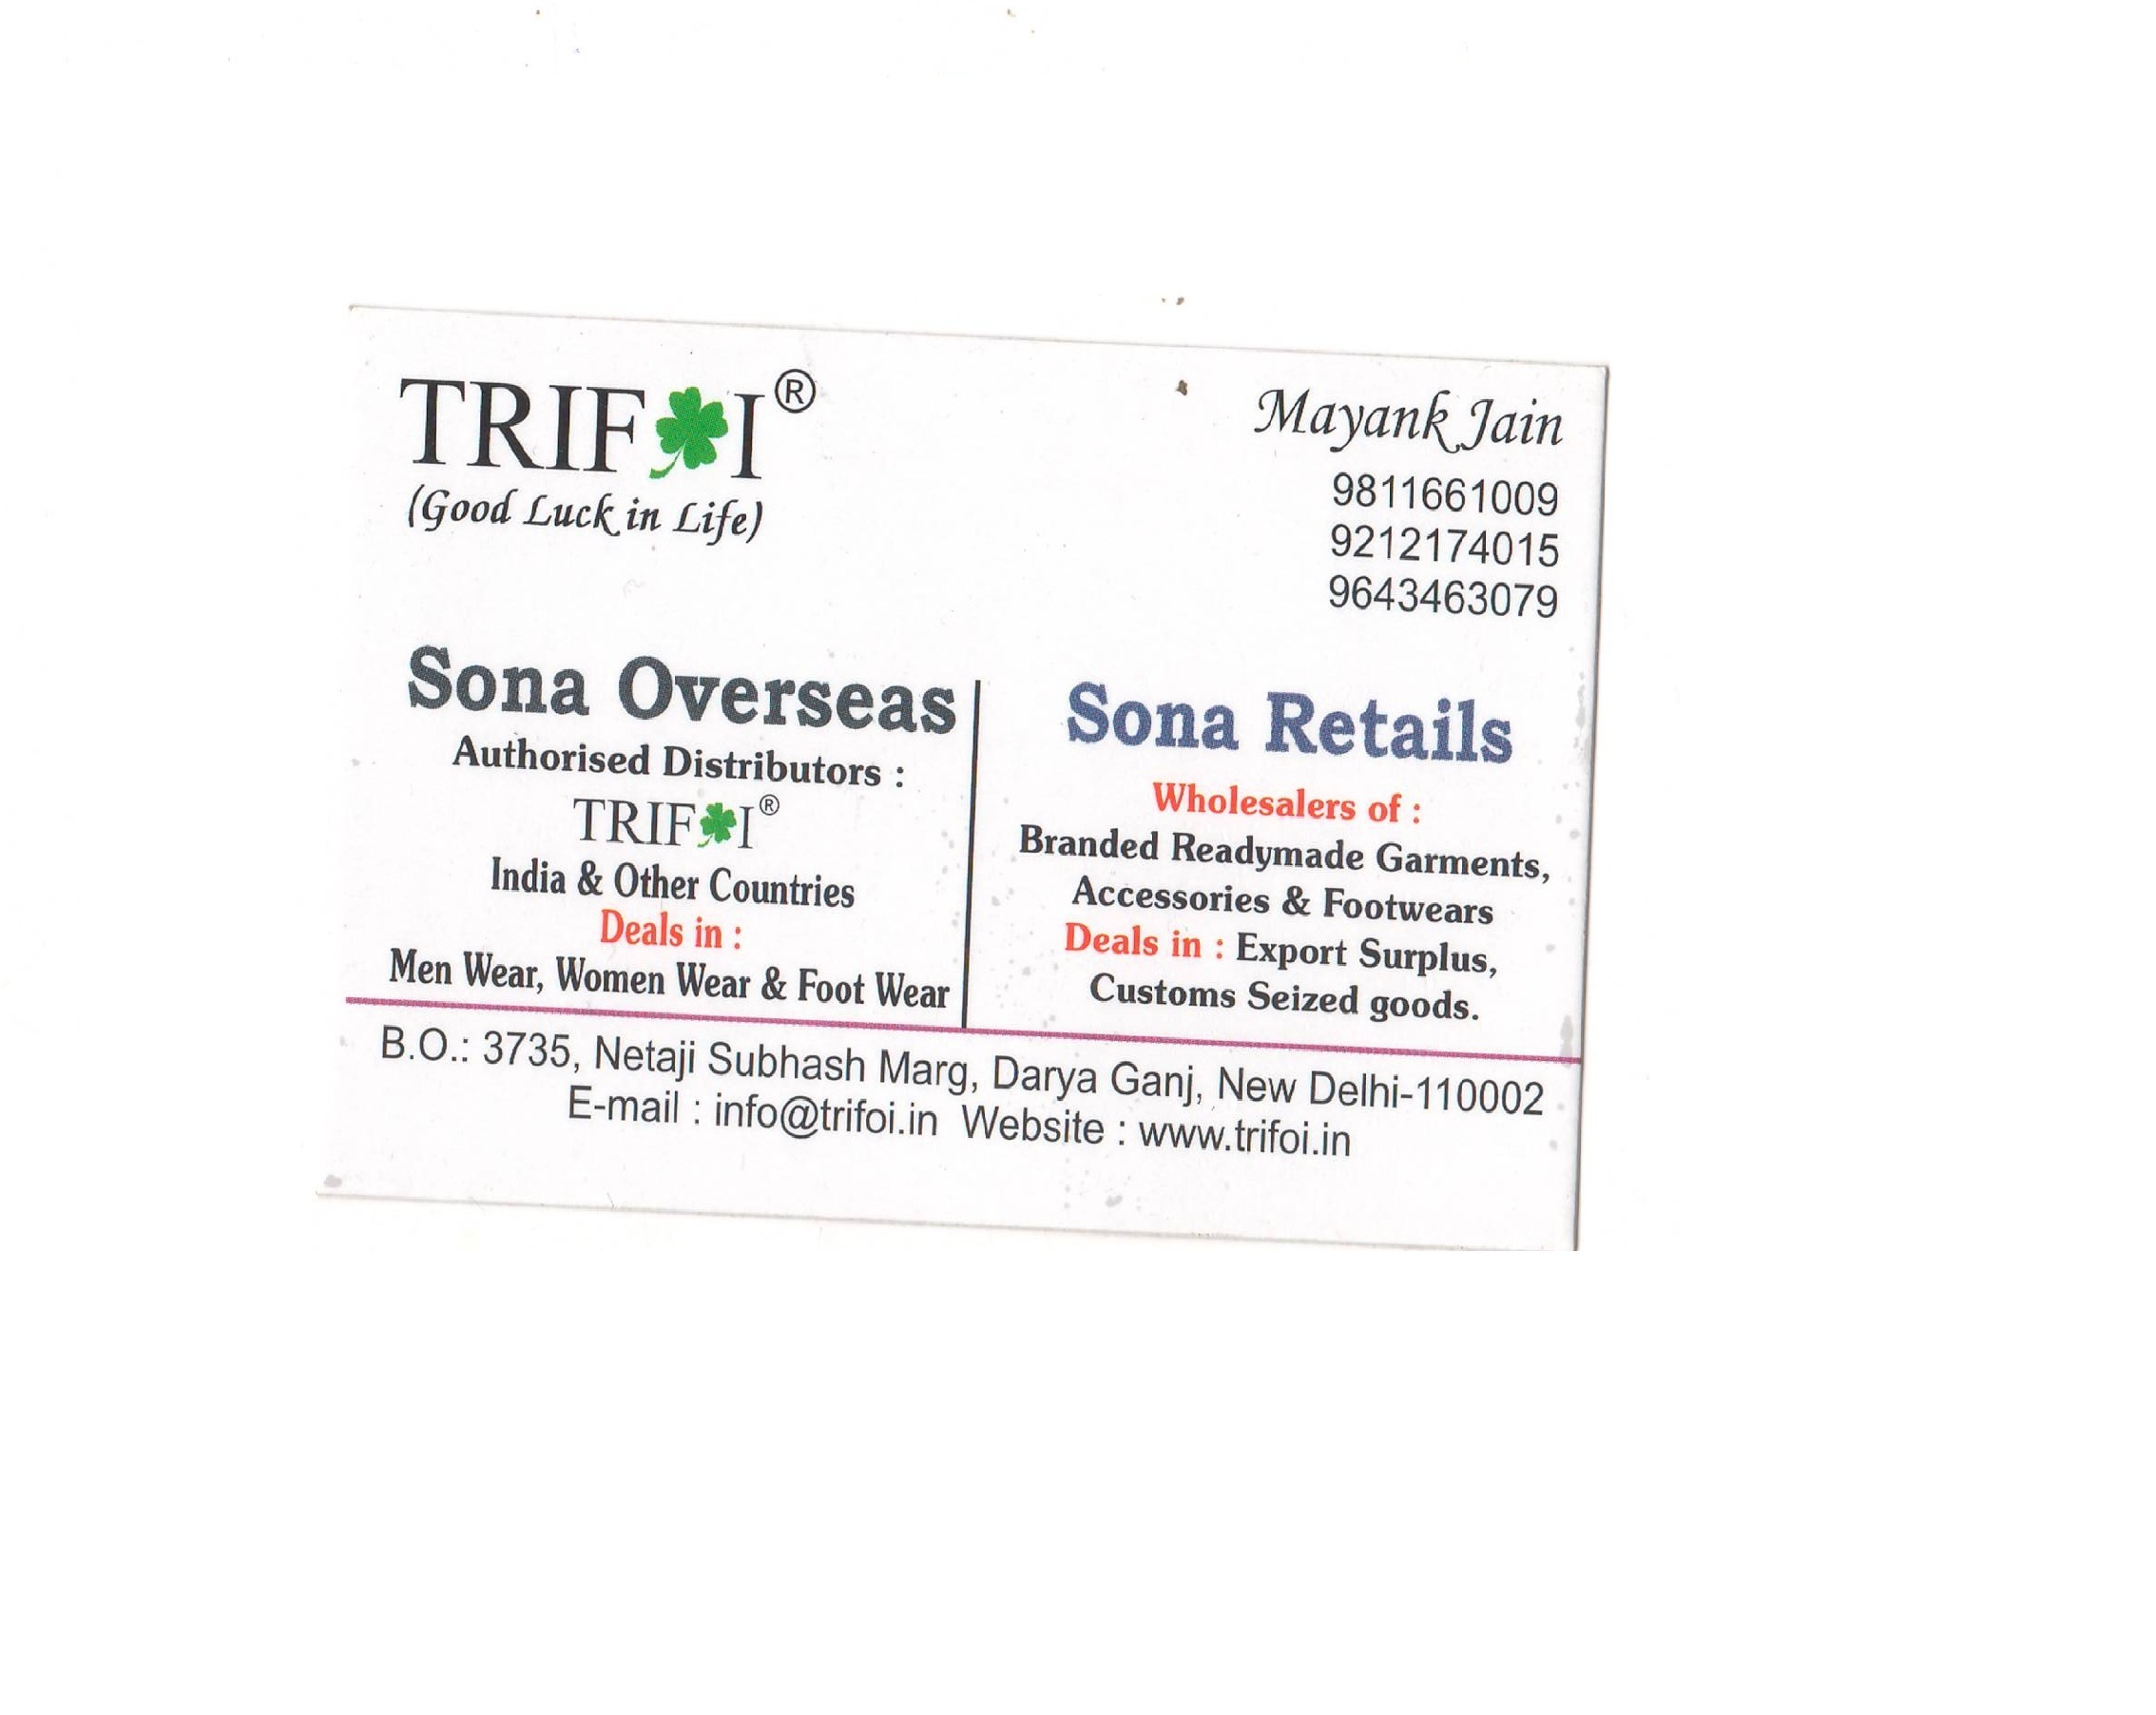 TRIFOI®
(Good Luck in Life)
Mayank Jain
9811661009
9212174015
9643463079
Sona Overseas
Authorised Distributors :
TRIFOI®
India & Other Countries
Deals in :
Men Wear, Women Wear & Foot Wear
Sona Retails
Wholesalers of :
Branded Readymade Garments,
Accessories & Footwears
Deals in : Export Surplus,
Customs Seized goods.
B.O.: 3735, Netaji Subhash Marg, Darya Ganj, New Delhi-110002
E-mail : info@trifoi.in Website : www.trifoi.in